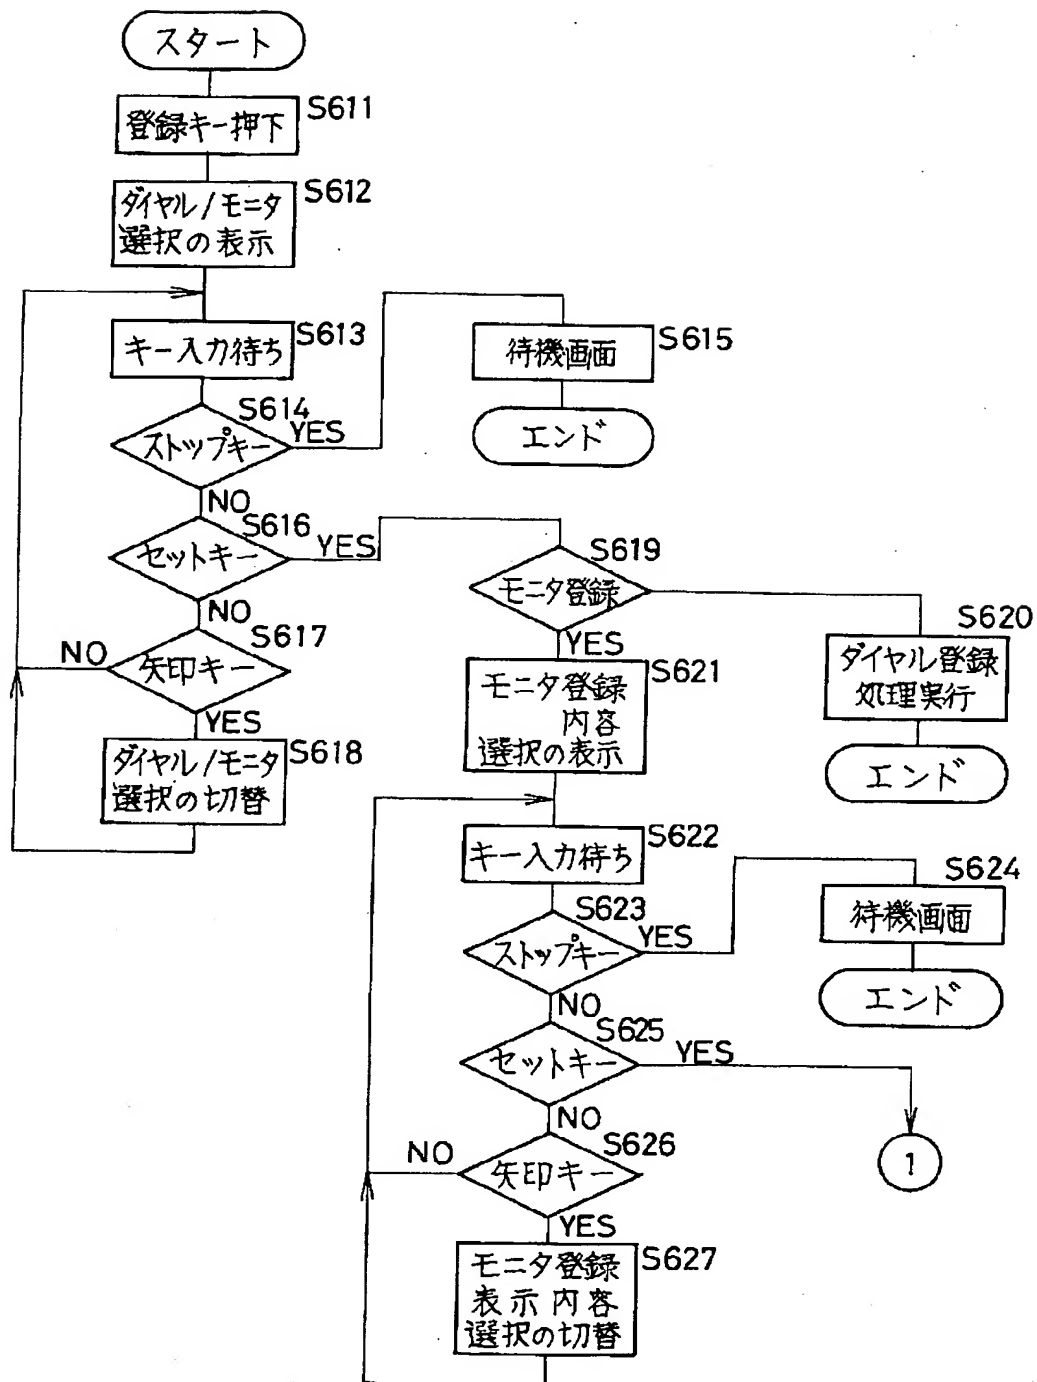 スタート
登録キー押下
S611
ダイヤル/モニタ
選択の表示
S612
キー入力待ち
S613
ストップキー
S614
YES
NO
待機画面
S615
エンド
セットキー
S616
YES
NO
矢印キー
S617
NO
YES
ダイヤル/モニタ
選択の切替
S618
モニタ登録
S619
YES
S620
ダイヤル登録
処理実行
エンド
モニタ登録
内容
選択の表示
S621
キー入力待ち
S622
ストップキー
S623
YES
NO
S624
待機画面
エンド
セットキー
S625
YES
NO
1
矢印キー
S626
NO
YES
モニタ登録
表示内容
選択の切替
S627